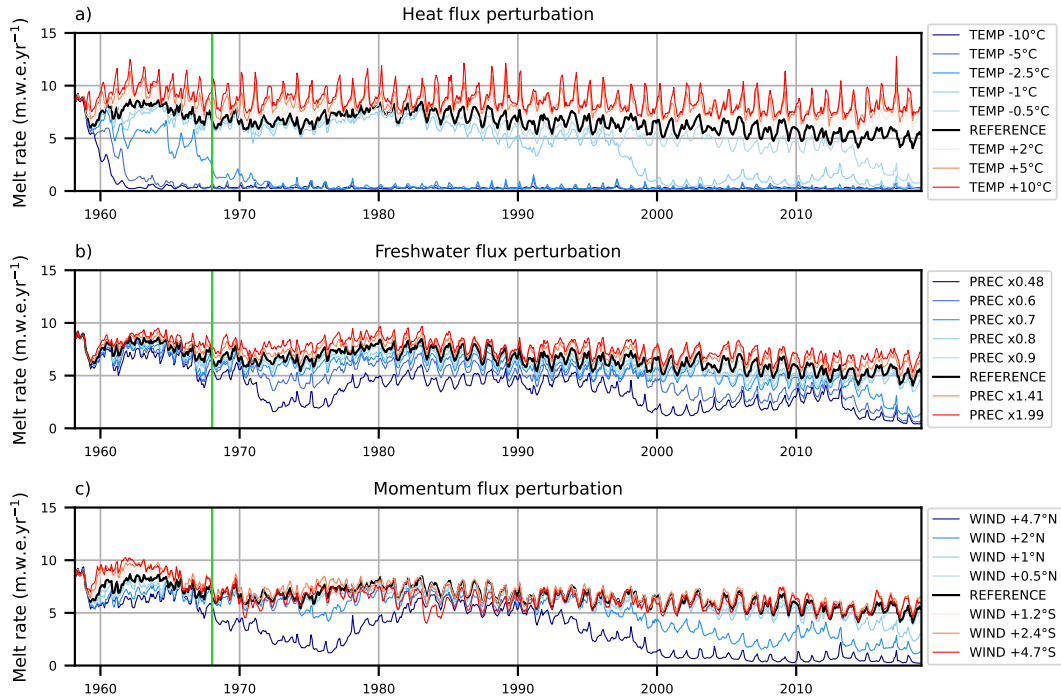 a)
Heat flux perturbation
Melt rate (m.w.e.yr⁻¹)
15
10
5
0
1960
1970
1980
1990
2000
2010
TEMP -10°C
TEMP -5°C
TEMP -2.5°C
TEMP -1°C
TEMP -0.5°C
REFERENCE
TEMP +2°C
TEMP +5°C
TEMP +10°C
b)
Freshwater flux perturbation
Melt rate (m.w.e.yr⁻¹)
15
10
5
0
1960
1970
1980
1990
2000
2010
PREC x0.48
PREC x0.6
PREC x0.7
PREC x0.8
PREC x0.9
REFERENCE
PREC x1.41
PREC x1.99
c)
Momentum flux perturbation
Melt rate (m.w.e.yr⁻¹)
15
10
5
0
1960
1970
1980
1990
2000
2010
WIND +4.7°N
WIND +2°N
WIND +1°N
WIND +0.5°N
REFERENCE
WIND +1.2°S
WIND +2.4°S
WIND +4.7°S